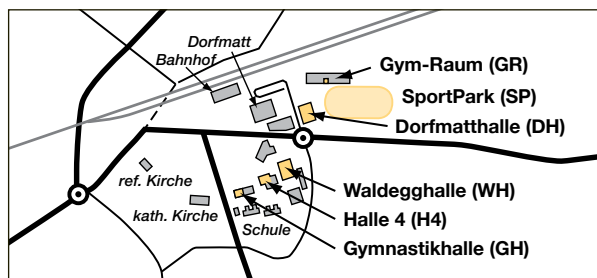 Dorfmatt
Bahnhof
Gym-Raum (GR)
SportPark (SP)
Dorfmatthalle (DH)
ref. Kirche
kath. Kirche
Schule
Waldegghalle (WH)
Halle 4 (H4)
Gymnastikhalle (GH)